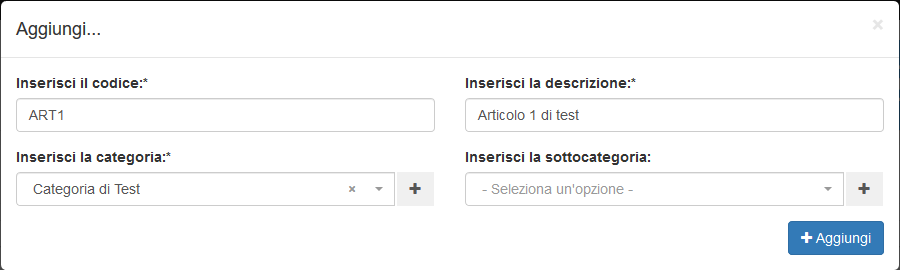 Aggiungi...
×
Inserisci il codice:* Inserisci la descrizione:*
ART1 Articolo 1 di test
Inserisci la categoria:* Inserisci la sottocategoria:
Categoria di Test × + - Seleziona un'opzione - +
+ Aggiungi